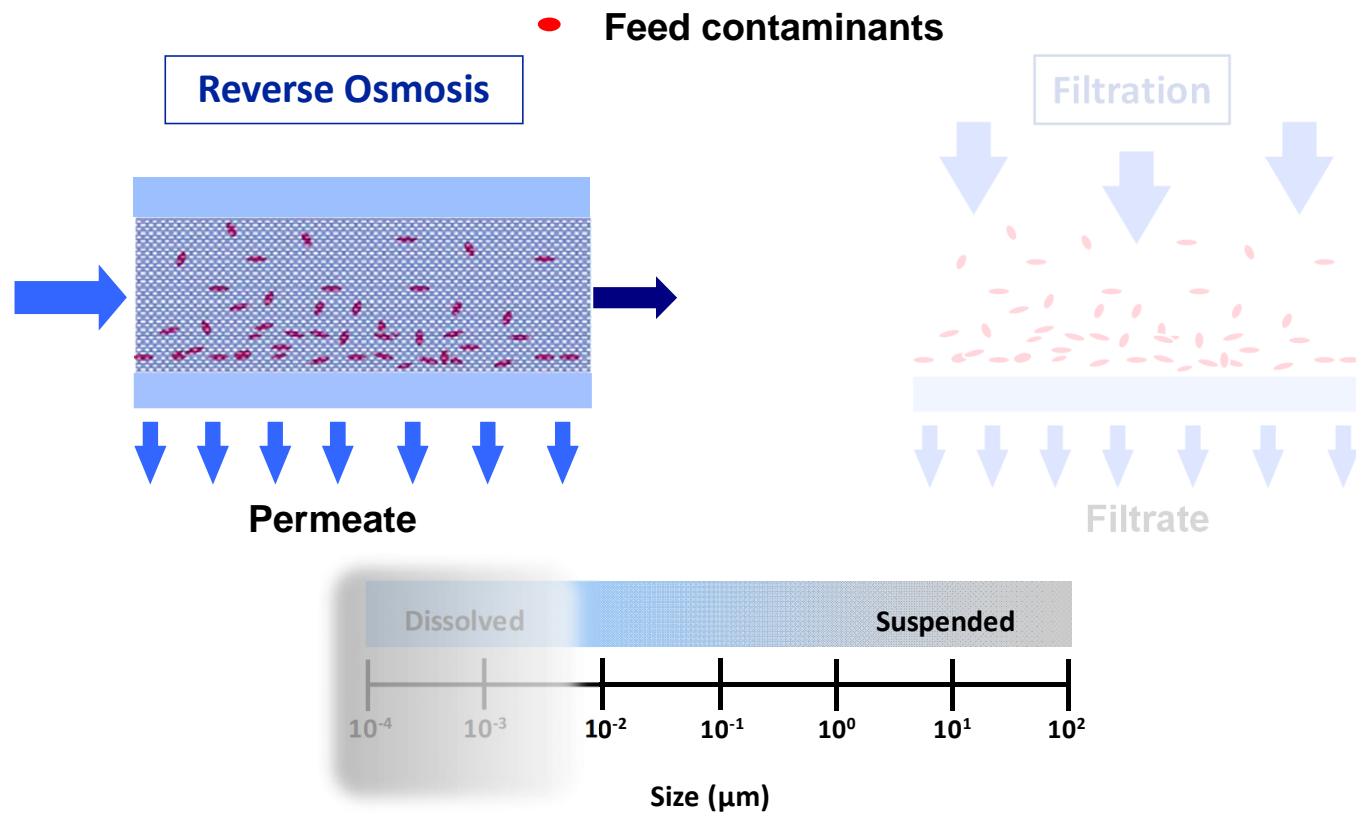 Feed contaminants
Reverse Osmosis
Filtration
Permeate
Filtrate
Dissolved
Suspended
10⁻⁴ 10⁻³ 10⁻² 10⁻¹ 10⁰ 10¹ 10²
Size (µm)